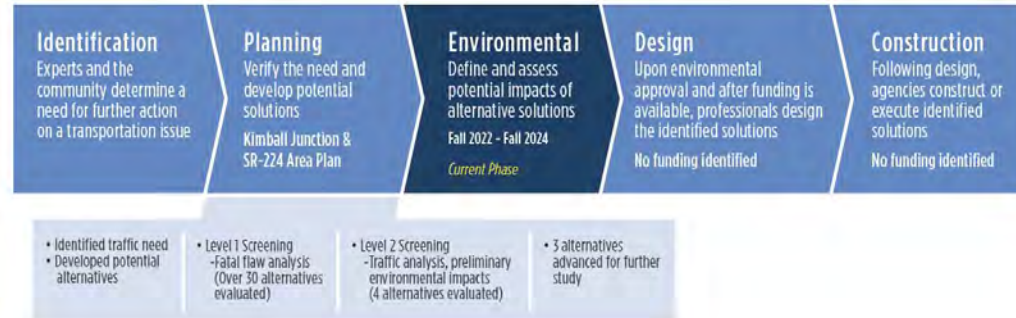 Identification
Experts and the
community determine a
need for further action
on a transportation issue
Planning
Verify the need and
develop potential
solutions
Kimball Junction &
SR-224 Area Plan
Environmental
Define and assess
potential impacts of
alternative solutions
Fall 2022 - Fall 2024
Current Phase
Design
Upon environmental
approval and after funding is
available, professionals design
the identified solutions
No funding identified
Construction
Following design,
agencies construct or
execute identified
solutions
No funding identified
• Identified traffic need
• Developed potential
alternatives
• Level 1 Screening
-Fatal flaw analysis
(Over 30 alternatives
evaluated)
• Level 2 Screening
-Traffic analysis, preliminary
environmental impacts
(4 alternatives evaluated)
• 3 alternatives
advanced for further
study